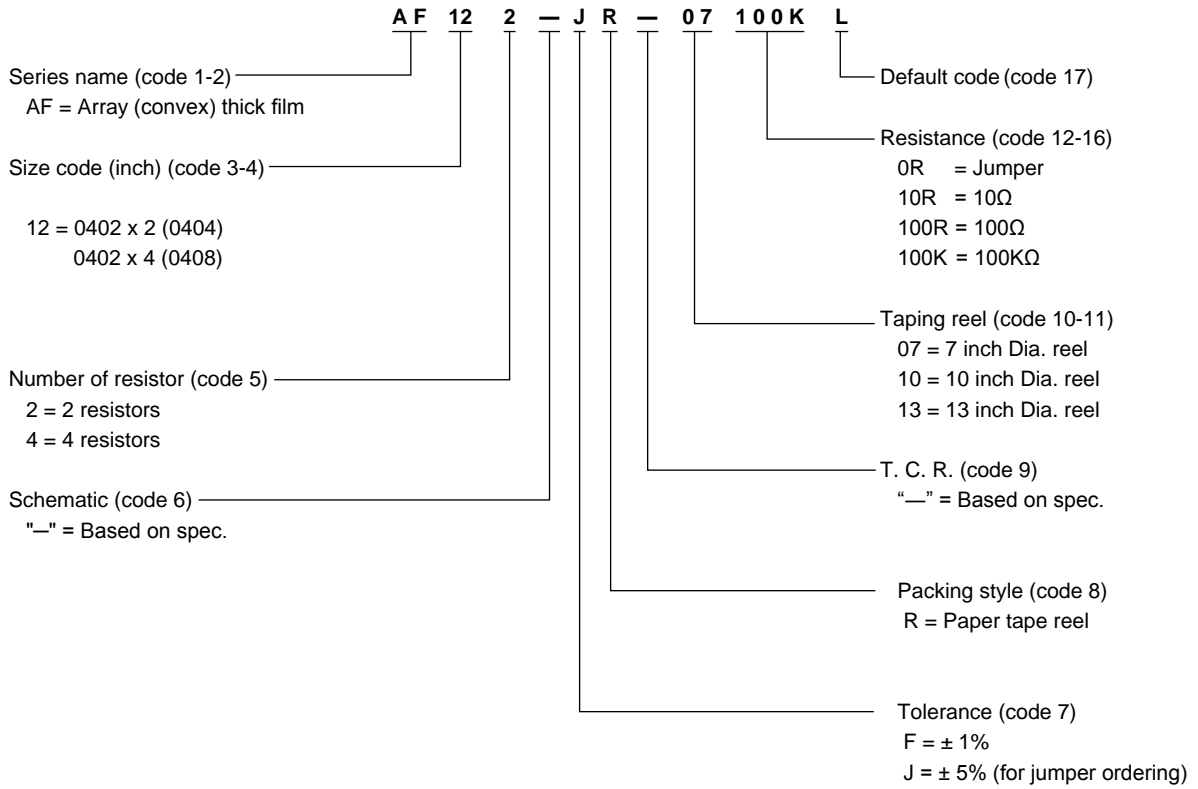 AF 12 2 — J R — 07 100K L
Series name (code 1-2)
AF = Array (convex) thick film
Size code (inch) (code 3-4)
12 = 0402 x 2 (0404)
0402 x 4 (0408)
Number of resistor (code 5)
2 = 2 resistors
4 = 4 resistors
Schematic (code 6)
"—" = Based on spec.
Default code (code 17)
Resistance (code 12-16)
0R = Jumper
10R = 10Ω
100R = 100Ω
100K = 100KΩ
Taping reel (code 10-11)
07 = 7 inch Dia. reel
10 = 10 inch Dia. reel
13 = 13 inch Dia. reel
T. C. R. (code 9)
“—” = Based on spec.
Packing style (code 8)
R = Paper tape reel
Tolerance (code 7)
F = ± 1%
J = ± 5% (for jumper ordering)